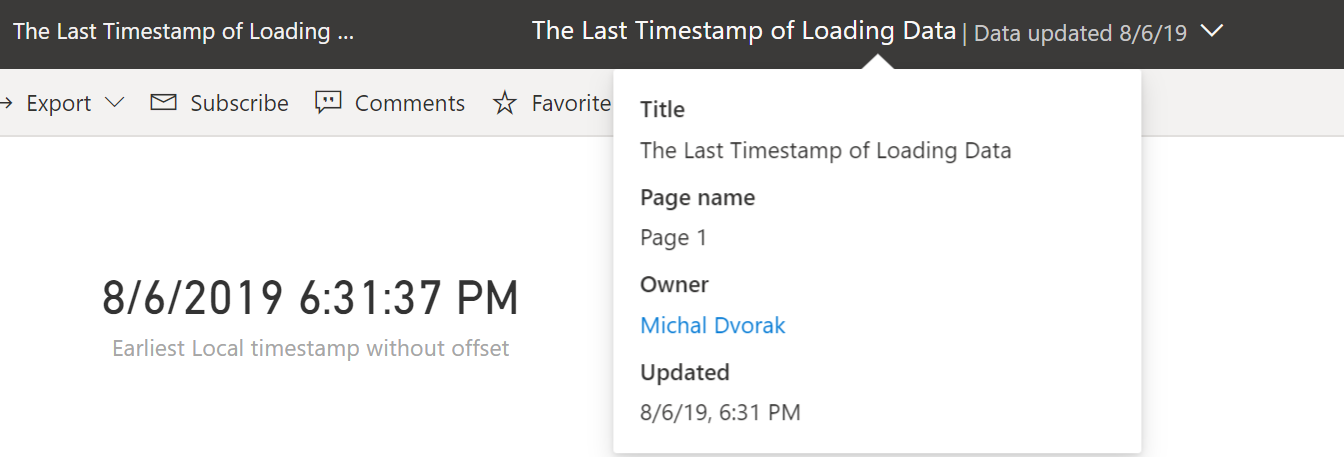 The Last Timestamp of Loading ...
The Last Timestamp of Loading Data | Data updated 8/6/19
Export
Subscribe
Comments
Favorite
Title
The Last Timestamp of Loading Data
Page name
Page 1
Owner
Michal Dvorak
Updated
8/6/19, 6:31 PM
8/6/2019 6:31:37 PM
Earliest Local timestamp without offset